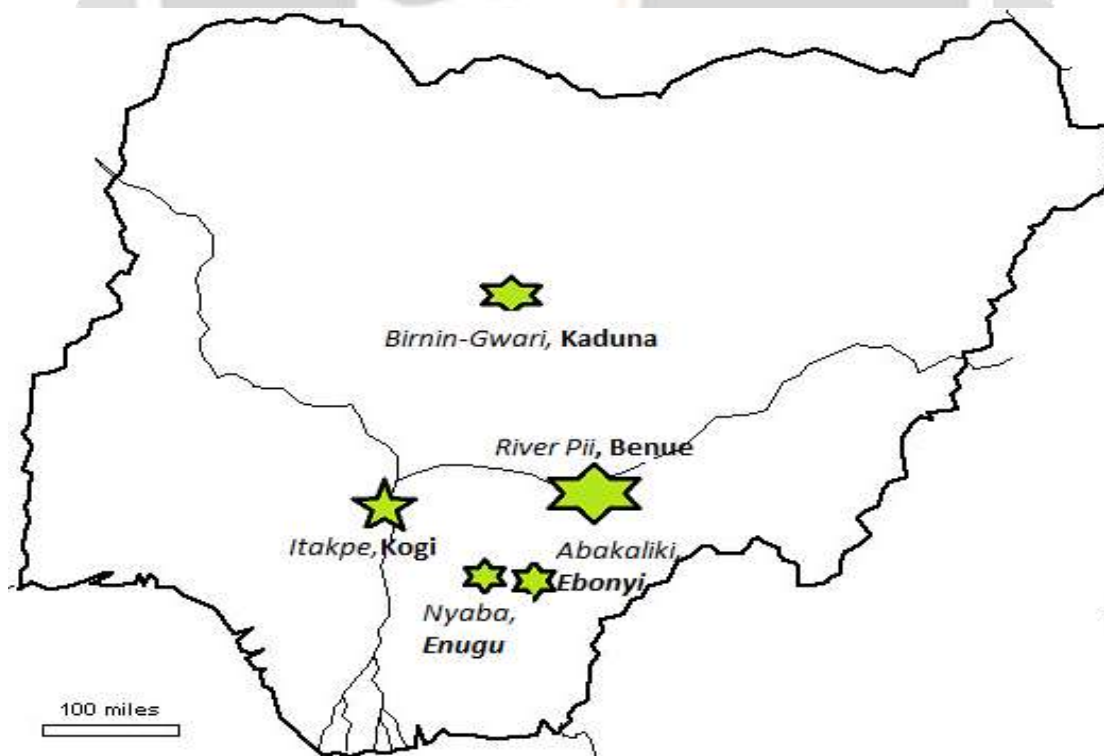 Birnin-Gwari, Kaduna
River Pii, Benue
Itakpe, Kogi
Abakaliki,
Ebonyi
Nyaba,
Enugu
100 miles